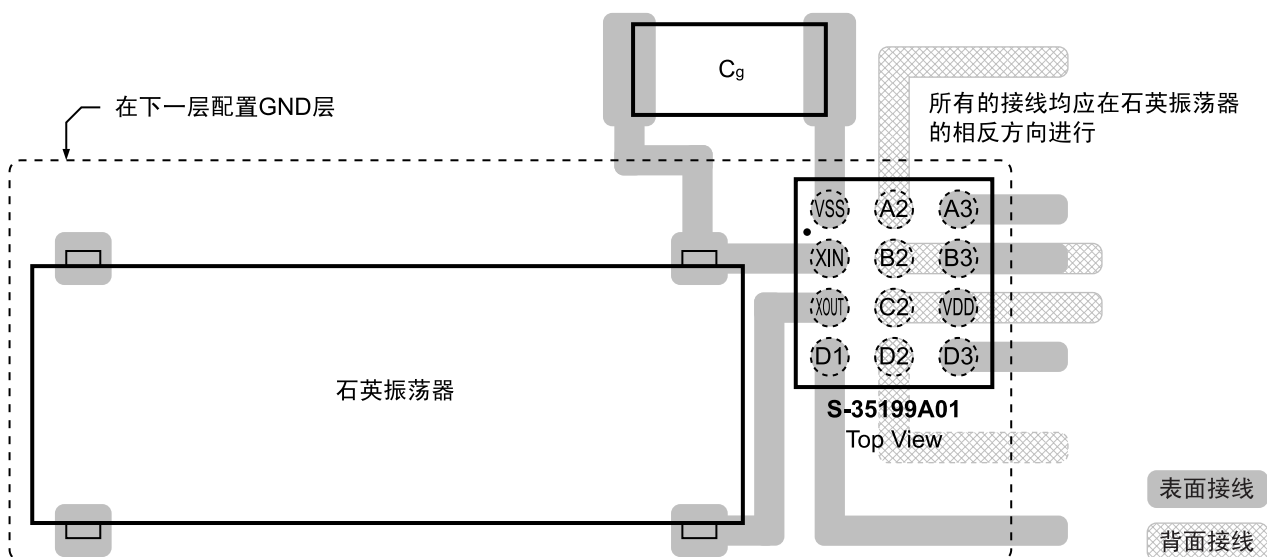 Cg
在下一层配置GND层
所有的接线均应在石英振荡器
的相反方向进行
VSS A2 A3
XIN B2 B3
XOUT C2 VDD
D1 D2 D3
石英振荡器
S-35199A01
Top View
表面接线
背面接线